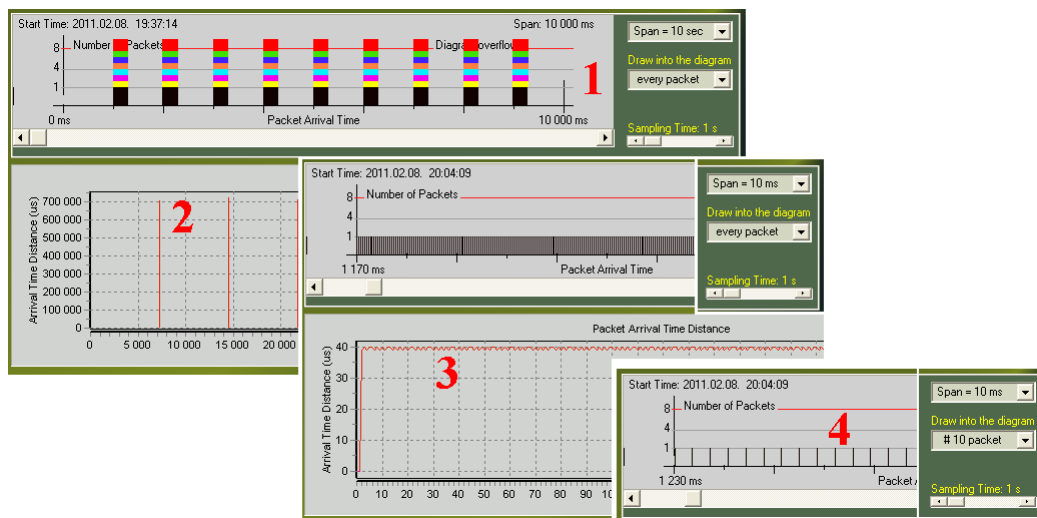 Start Time: 2011.02.08. 19:37:14
Span: 10 000 ms
8
Number
Packets
Diagram overflow
4
1
0 ms
Packet Arrival Time
10 000 ms
1
Span = 10 sec
Draw into the diagram
every packet
Sampling Time: 1 s
Arrival Time Distance (us)
700 000
600 000
500 000
400 000
300 000
200 000
100 000
0
0
5 000
10 000
15 000
20 000
2
Start Time: 2011.02.08. 20:04:09
8
Number of Packets
4
1
1 170 ms
Packet Arrival Time
Span = 10 ms
Draw into the diagram
every packet
Sampling Time: 1 s
Packet Arrival Time Distance
Arrival Time Distance (us)
40
30
20
10
0
0
10
20
30
40
50
60
70
80
90
10
3
Start Time: 2011.02.08. 20:04:09
8
Number of Packets
4
1
1 230 ms
Packet
4
Span = 10 ms
Draw into the diagram
# 10 packet
Sampling Time: 1 s